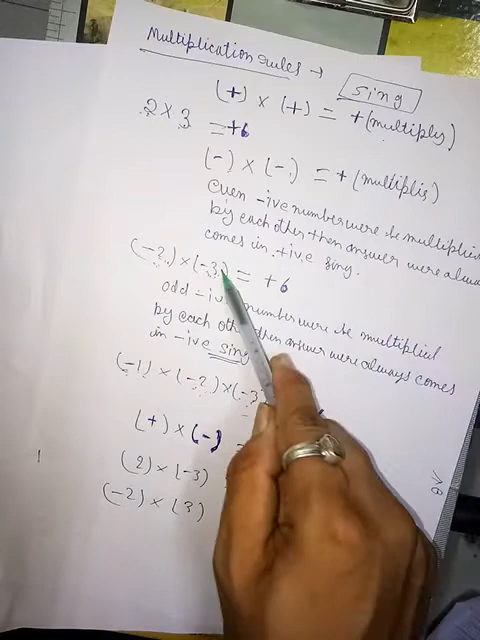 Multiplication rules → sing
(+) × (+) = +(multiply)
2 × 3 = +6
(-) × (-) = + (multiplis)
even -ive number were be multiplied
by each other then answer were always
comes in +ive sing.
(-2) × (-3) = +6
odd -ive number were be multiplied
by each other then answer were always comes
in -ive sing
(-1) × (-2) × (-3
(+) × (-) =
(2) × (-3)
(-2) × (3)